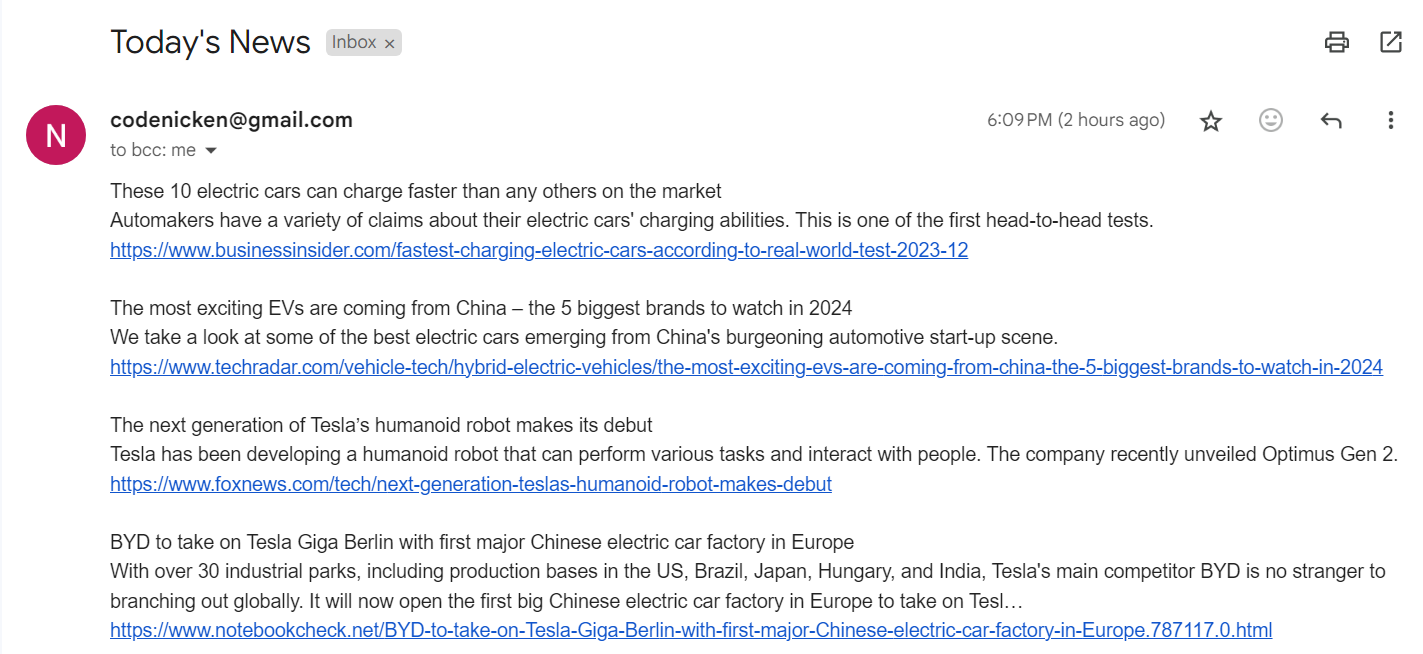 Today's News Inbox ×
N
codenicken@gmail.com 6:09 PM (2 hours ago)
to bcc: me
These 10 electric cars can charge faster than any others on the market
Automakers have a variety of claims about their electric cars' charging abilities. This is one of the first head-to-head tests.
https://www.businessinsider.com/fastest-charging-electric-cars-according-to-real-world-test-2023-12
The most exciting EVs are coming from China – the 5 biggest brands to watch in 2024
We take a look at some of the best electric cars emerging from China's burgeoning automotive start-up scene.
https://www.techradar.com/vehicle-tech/hybrid-electric-vehicles/the-most-exciting-evs-are-coming-from-china-the-5-biggest-brands-to-watch-in-2024
The next generation of Tesla’s humanoid robot makes its debut
Tesla has been developing a humanoid robot that can perform various tasks and interact with people. The company recently unveiled Optimus Gen 2.
https://www.foxnews.com/tech/next-generation-teslas-humanoid-robot-makes-debut
BYD to take on Tesla Giga Berlin with first major Chinese electric car factory in Europe
With over 30 industrial parks, including production bases in the US, Brazil, Japan, Hungary, and India, Tesla's main competitor BYD is no stranger to
branching out globally. It will now open the first big Chinese electric car factory in Europe to take on Tesl…
https://www.notebookcheck.net/BYD-to-take-on-Tesla-Giga-Berlin-with-first-major-Chinese-electric-car-factory-in-Europe.787117.0.html